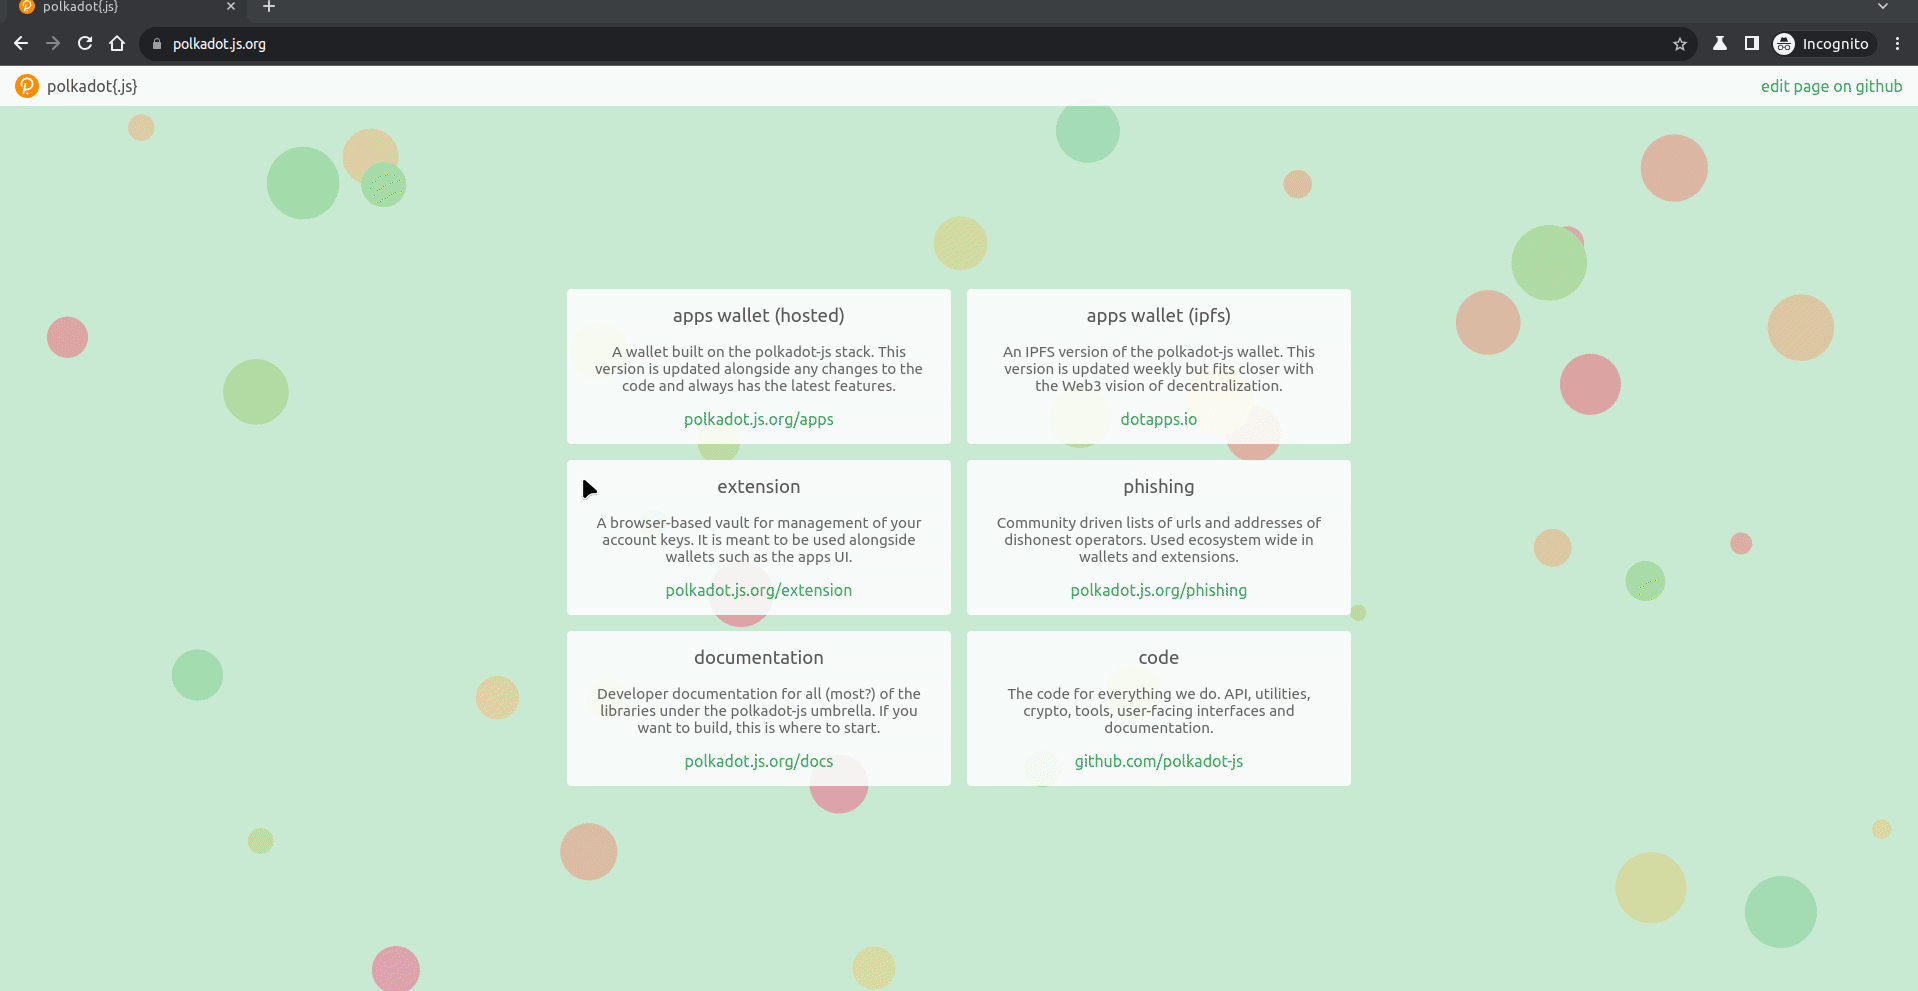 polkadot{.js}
polkadot.js.org
Incognito
polkadot{.js}
edit page on github
apps wallet (hosted)
A wallet built on the polkadot-js stack. This
version is updated alongside any changes to the
code and always has the latest features.
polkadot.js.org/apps
apps wallet (ipfs)
An IPFS version of the polkadot-js wallet. This
version is updated weekly but fits closer with
the Web3 vision of decentralization.
dotapps.io
extension
A browser-based vault for management of your
account keys. It is meant to be used alongside
wallets such as the apps UI.
polkadot.js.org/extension
phishing
Community driven lists of urls and addresses of
dishonest operators. Used ecosystem wide in
wallets and extensions.
polkadot.js.org/phishing
documentation
Developer documentation for all (most?) of the
libraries under the polkadot-js umbrella. If you
want to build, this is where to start.
polkadot.js.org/docs
code
The code for everything we do. API, utilities,
crypto, tools, user-facing interfaces and
documentation.
github.com/polkadot-js